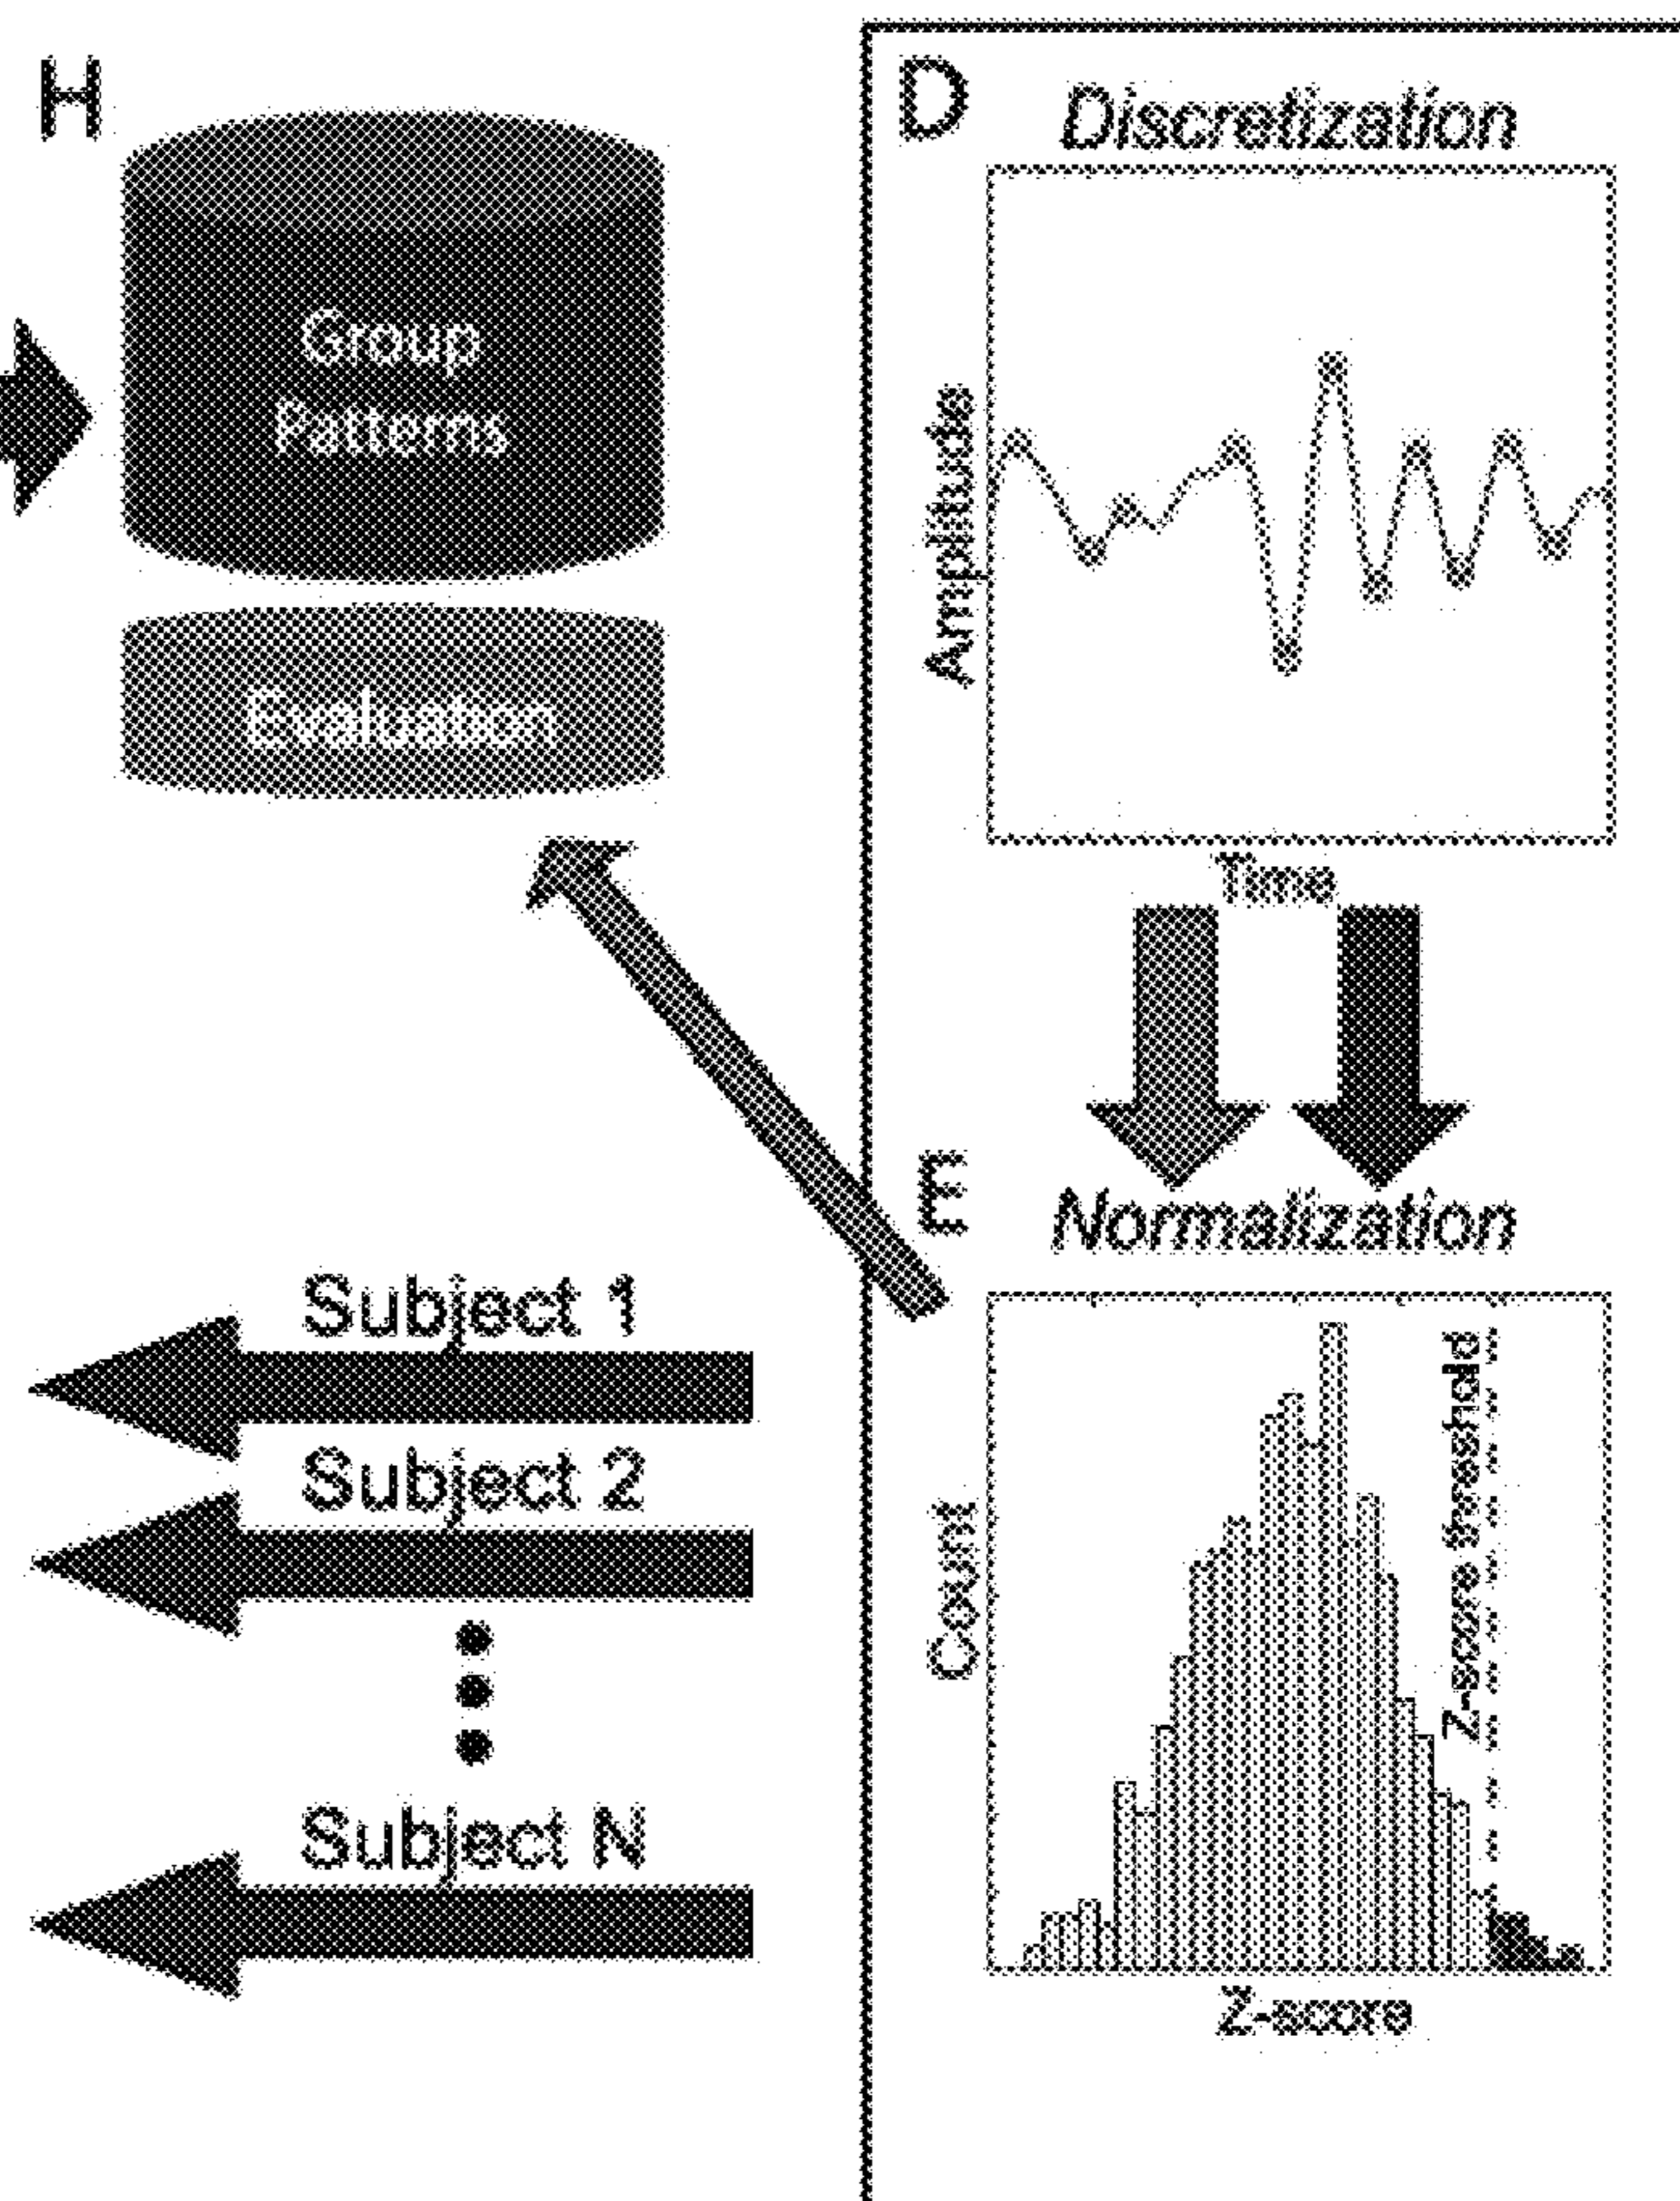 H
Group
Patterns
Evaluation
Subject 1
Subject 2
Subject N
D
Discretization
Amplitude
Time
E
Normalization
Count
Z-score threshold
Z-score